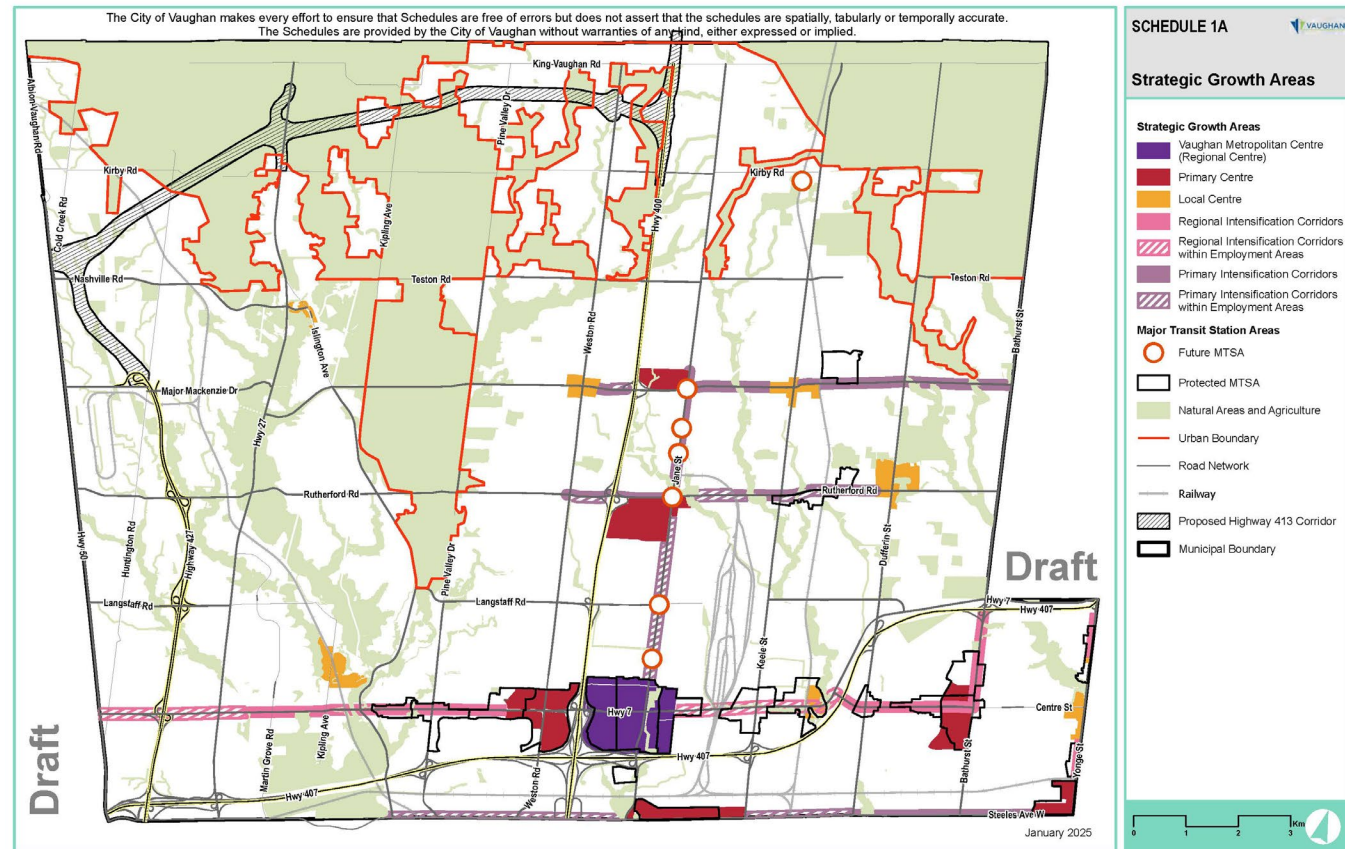 The City of Vaughan makes every effort to ensure that Schedules are free of errors but does not assert that the schedules are spatially, tabularly or temporally accurate.
The Schedules are provided by the City of Vaughan without warranties of any kind, either expressed or implied.
King-Vaughan Rd
Albion-Vaughan Rd
Pine Valley Dr
Kirby Rd
Kirby Rd
Cold Creek Rd
Kipling Ave
Hwy 400
Nashville Rd
Teston Rd
Teston Rd
Islington Ave
Weston Rd
Bathurst St
Major Mackenzie Dr
Hwy 27
Jane St
Rutherford Rd
Rutherford Rd
Hwy 50
Huntington Rd
Highway 427
Pine Valley Dr
Dufferin St
Draft
Langstaff Rd
Langstaff Rd
Hwy 7
Hwy 407
Keele St
Hwy 7
Centre St
Martin Grove Rd
Kipling Ave
Hwy 407
Bathurst St
Yonge St
Draft
Hwy 407
Weston Rd
Steeles Ave W
January 2025
SCHEDULE 1A
VAUGHAN
Strategic Growth Areas
Strategic Growth Areas
Vaughan Metropolitan Centre
(Regional Centre)
Primary Centre
Local Centre
Regional Intensification Corridors
Regional Intensification Corridors
within Employment Areas
Primary Intensification Corridors
Primary Intensification Corridors
within Employment Areas
Major Transit Station Areas
Future MTSA
Protected MTSA
Natural Areas and Agriculture
Urban Boundary
Road Network
Railway
Proposed Highway 413 Corridor
Municipal Boundary
Km
0 1 2 3